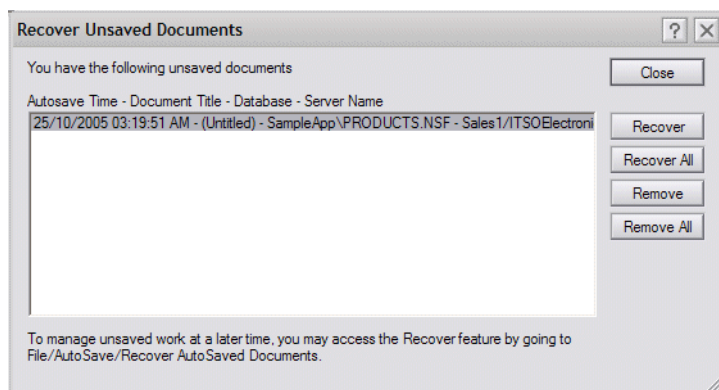 Recover Unsaved Documents
You have the following unsaved documents
Close
Autosave Time - Document Title - Database - Server Name
25/10/2005 03:19:51 AM - (Untitled) - SampleApp\PRODUCTS.NSF - Sales1/ITSOElectroni
Recover
Recover All
Remove
Remove All
To manage unsaved work at a later time, you may access the Recover feature by going to
File/AutoSave/Recover AutoSaved Documents.